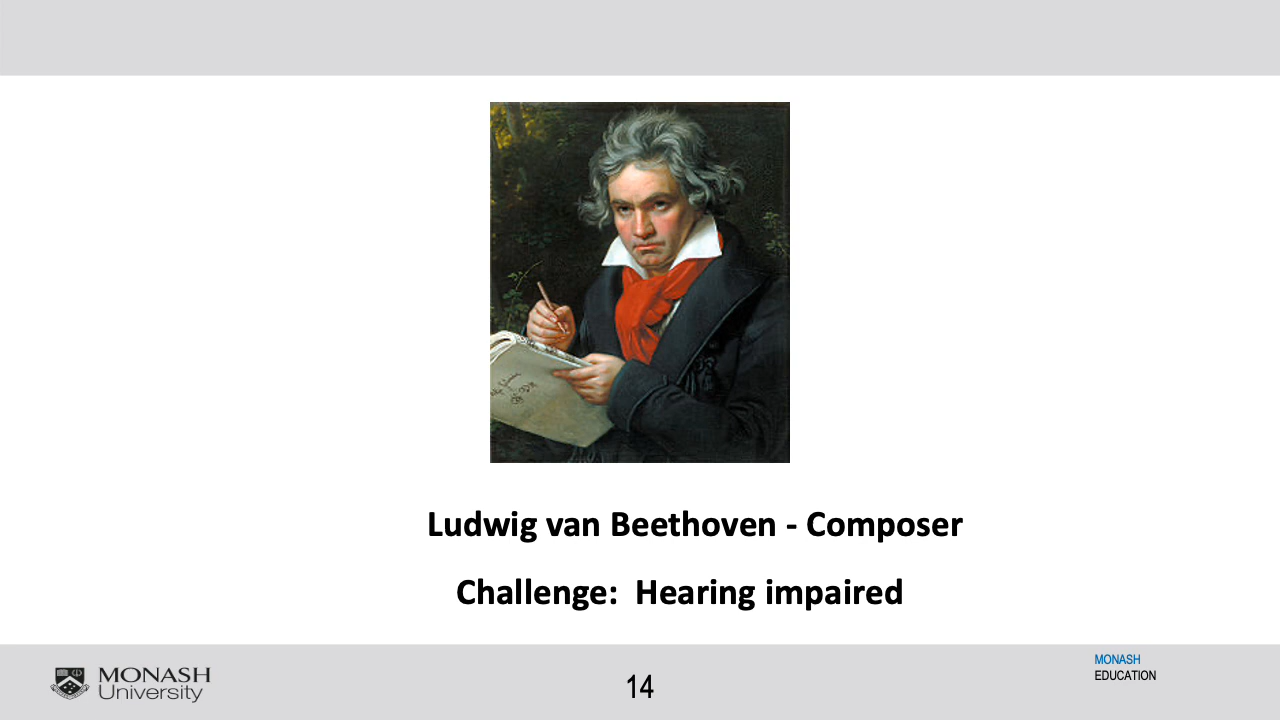 Ludwig van Beethoven - Composer
Challenge:  Hearing impaired
MONASH
University
14
MONASH
EDUCATION